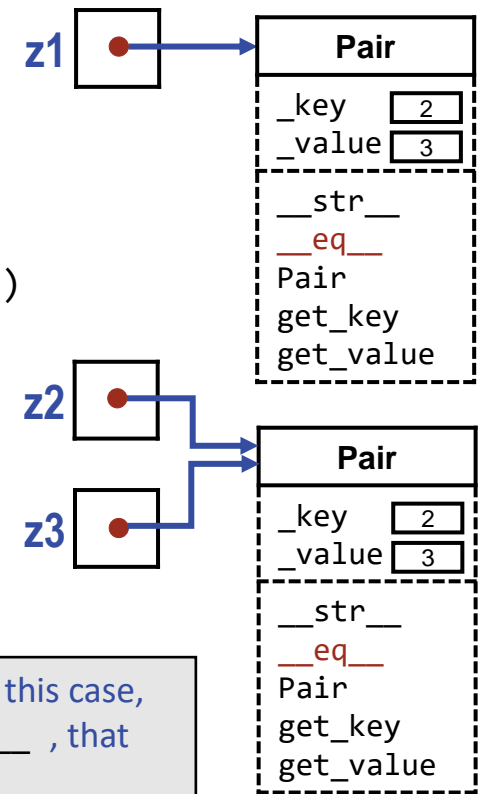 z1
Pair
_key 2
_value 3
__str__
__eq__
Pair
get_key
get_value
)
z2
z3
Pair
_key 2
_value 3
__str__
__eq__
Pair
get_key
get_value
this case,
__ , that